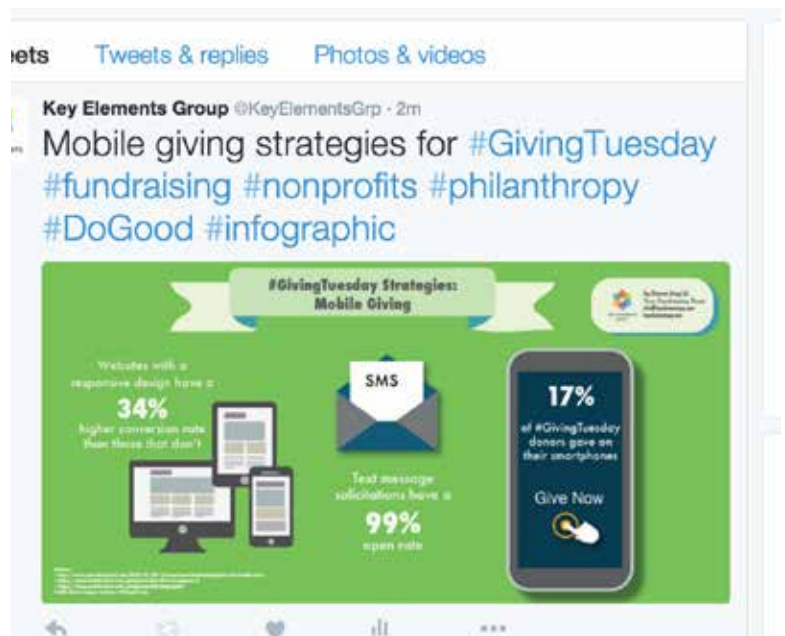 ets Tweets & replies Photos & videos
Key Elements Group @KeyElementsGrp · 2m
Mobile giving strategies for #GivingTuesday
#fundraising #nonprofits #philanthropy
#DoGood #infographic
#GivingTuesday Strategies:
Mobile Giving
Websites with a
responsive design have a
34%
higher conversion rate
than those that don't
SMS
Text message
solicitations have a
99%
open rate
17%
of #GivingTuesday
donors gave on
their smartphones
Give Now